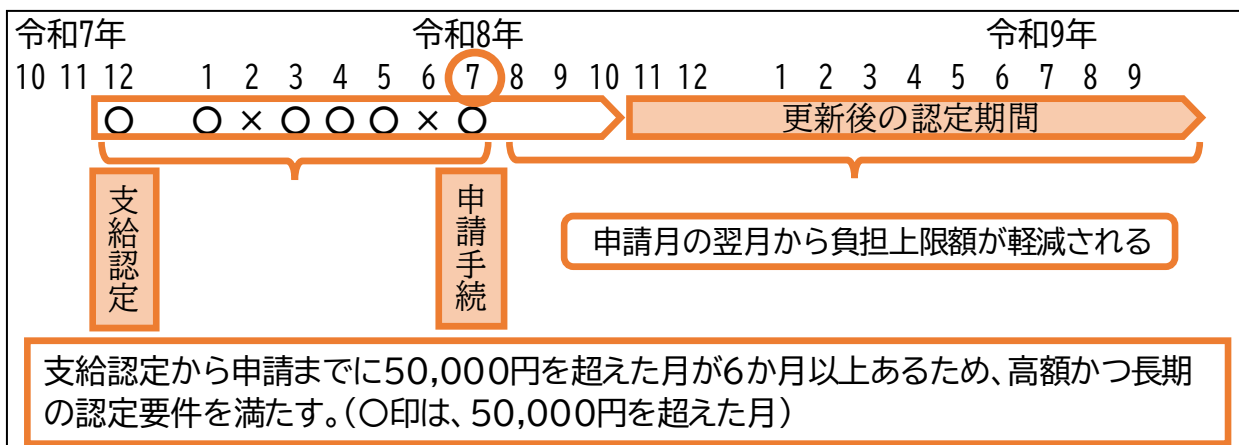 令和7年 令和8年 令和9年
10 11 12 1 2 3 4 5 6 7 8 9 10 11 12 1 2 3 4 5 6 7 8 9
〇 〇 × 〇 〇 〇 × 〇 更新後の認定期間
支給認定
申請手続
申請月の翌月から負担上限額が軽減される
支給認定から申請までに50,000円を超えた月が6か月以上あるため、高額かつ長期
の認定要件を満たす。(〇印は、50,000円を超えた月)